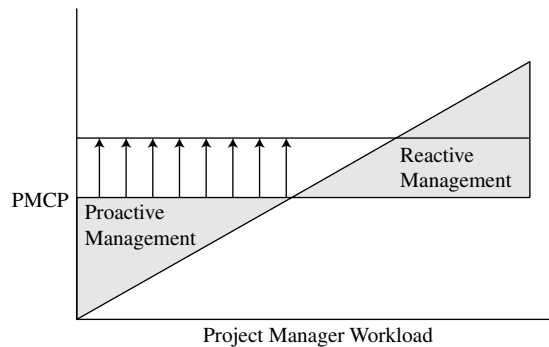 Reactive
Management
PMCP
Proactive
Management
Project Manager Workload